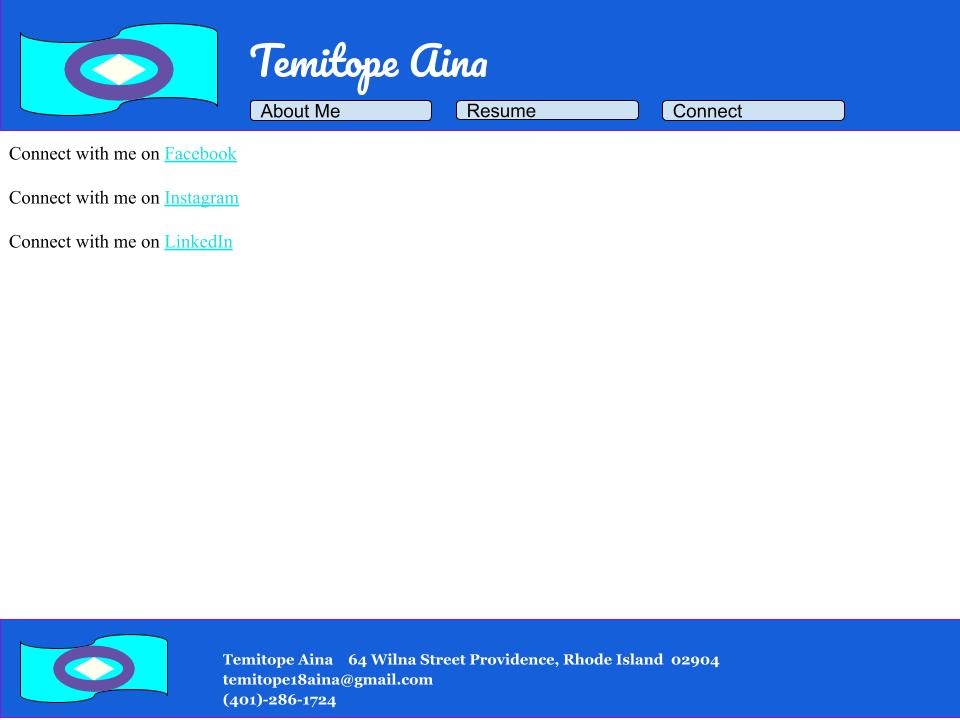 Temitope Aina
About Me
Resume
Connect
Connect with me on Facebook
Connect with me on Instagram
Connect with me on LinkedIn
Temitope Aina 64 Wilna Street Providence, Rhode Island 02904
temitope18aina@gmail.com
(401)-286-1724